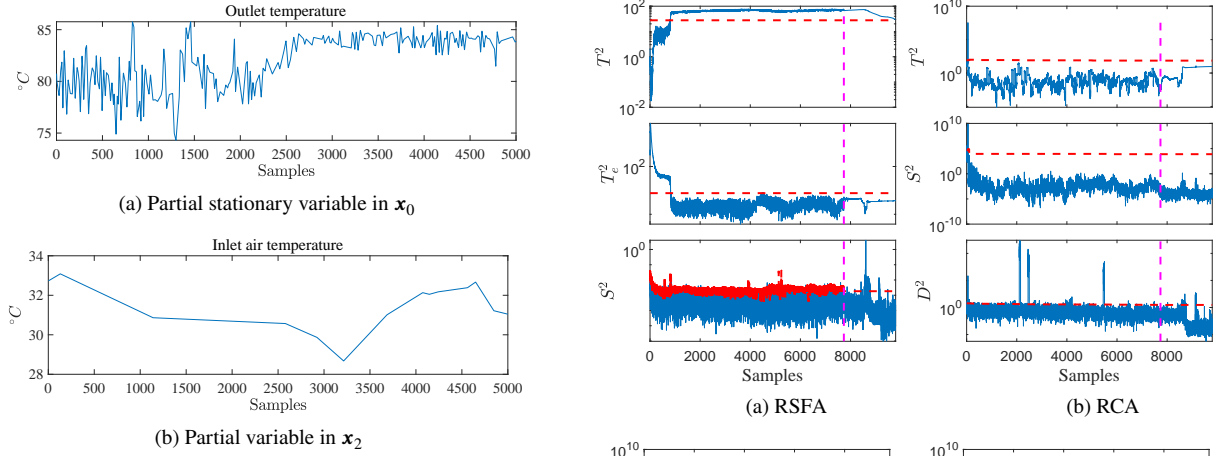 Outlet temperature
85
80
75
°C
0 500 1000 1500 2000 2500 3000 3500 4000 4500 5000
Samples
(a) Partial stationary variable in x₀
Inlet air temperature
34
32
30
28
°C
0 500 1000 1500 2000 2500 3000 3500 4000 4500 5000
Samples
(b) Partial variable in x₂
10²
10⁰
10⁻²
T²
10²
Tₑ²
10⁰
S²
0 2000 4000 6000 8000
Samples
(a) RSFA
10⁰
T²
10¹⁰
10⁰
10⁻¹⁰
S²
10⁰
D²
0 2000 4000 6000 8000
Samples
(b) RCA
10¹⁰
10¹⁰